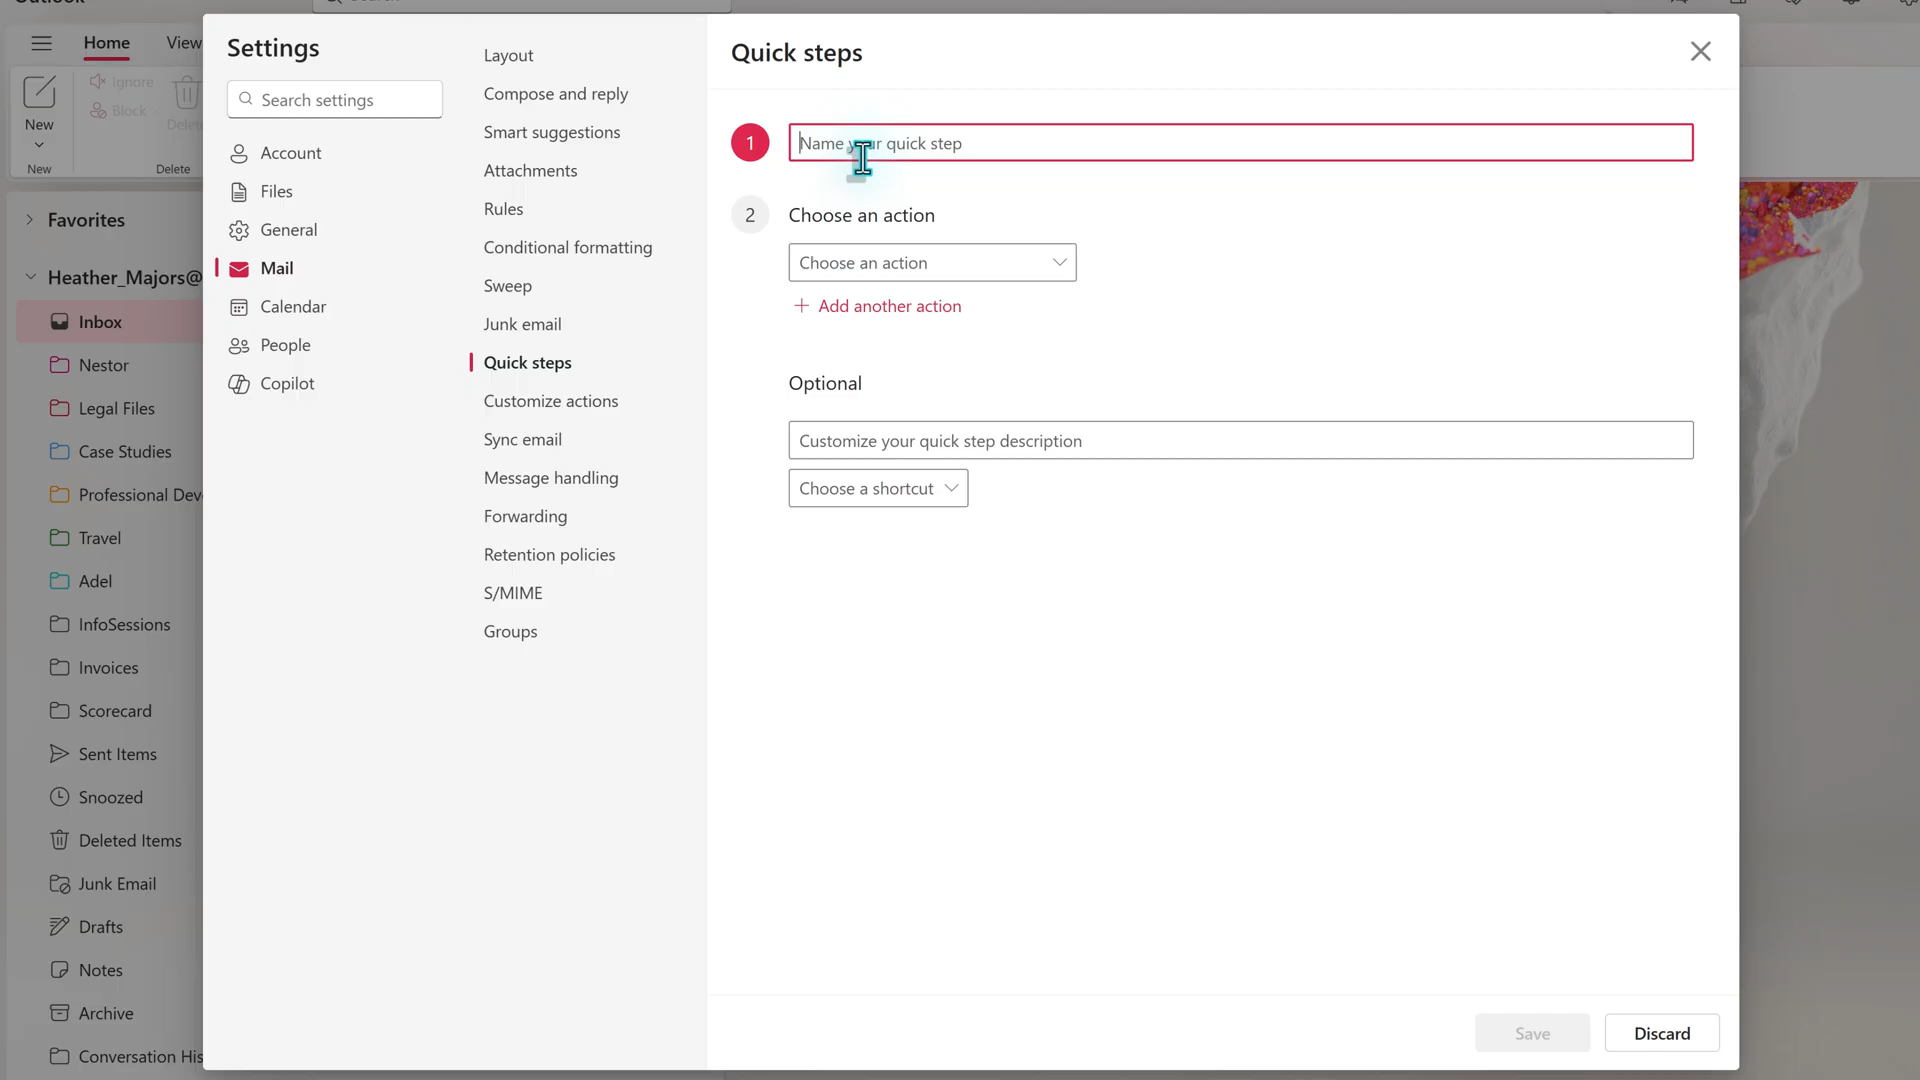 Home
View
New
New
Ignore
Block
Delete
Favorites
Heather_Majors@
Inbox
Nestor
Legal Files
Case Studies
Professional Dev
Travel
Adel
InfoSessions
Invoices
Scorecard
Sent Items
Snoozed
Deleted Items
Junk Email
Drafts
Notes
Archive
Conversation His
Settings
Search settings
Account
Files
General
Mail
Calendar
People
Copilot
Layout
Compose and reply
Smart suggestions
Attachments
Rules
Conditional formatting
Sweep
Junk email
Quick steps
Customize actions
Sync email
Message handling
Forwarding
Retention policies
S/MIME
Groups
Quick steps
1
Name your quick step
2
Choose an action
Choose an action
Add another action
Optional
Customize your quick step description
Choose a shortcut
Save
Discard